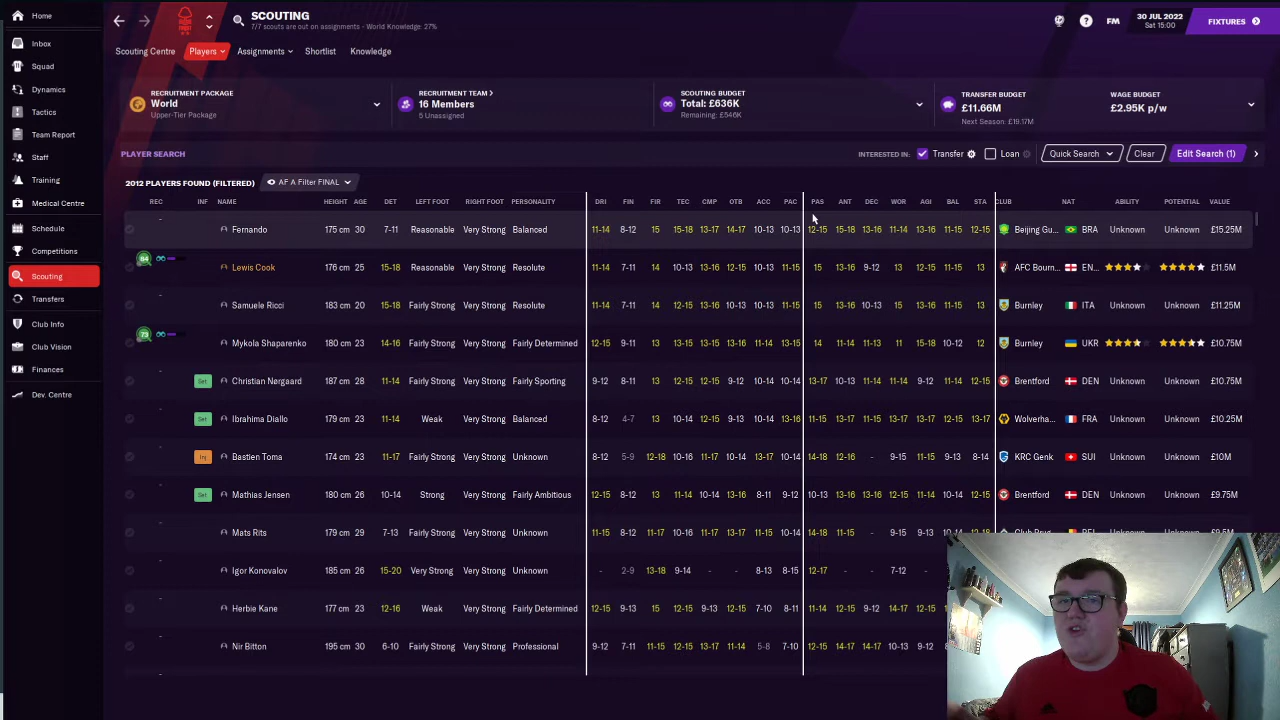 Home
SCOUTING
7/7 scouts are out on assignments - World Knowledge: 27%
FM
30 JUL 2022
Sat 15:00
FIXTURES
Inbox
Squad
Dynamics
Tactics
Team Report
Staff
Training
Medical Centre
Schedule
Competitions
Scouting
Transfers
Club Info
Club Vision
Finances
Dev. Centre
Scouting Centre Players Assignments Shortlist Knowledge
RECRUITMENT PACKAGE
World
Upper-Tier Package
RECRUITMENT TEAM
16 Members
5 Unassigned
SCOUTING BUDGET
Total: £636K
Remaining: £546K
TRANSFER BUDGET
£11.66M
Next Season: £19.17M
WAGE BUDGET
£2.95K p/w
PLAYER SEARCH
INTERESTED IN: Transfer Loan Quick Search Clear Edit Search (1)
2012 PLAYERS FOUND (FILTERED) AF A Filter FINAL
REC INF NAME HEIGHT AGE DET LEFT FOOT RIGHT FOOT PERSONALITY DRI FIN FIR TEC CMP OTB ACC PAC PAS ANT DEC WOR AGI BAL STA CLUB NAT ABILITY POTENTIAL VALUE
- Fernando 175 cm 30 7-11 Reasonable Very Strong Balanced 11-14 8-12 15 15-18 13-17 14-17 10-13 10-13 12-15 15-18 13-16 11-14 13-16 11-15 12-15 Beijing Gu... BRA Unknown Unknown £15.25M
84 Lewis Cook 176 cm 25 15-18 Reasonable Very Strong Resolute 11-14 7-11 14 10-13 13-16 12-15 10-13 11-15 15 13-16 9-12 13 12-15 11-15 13 AFC Bourn... EN... £11.5M
- Samuele Ricci 183 cm 20 15-18 Fairly Strong Very Strong Resolute 11-14 7-11 14 12-15 13-16 10-13 10-13 11-15 15 13-16 10-13 15 13-16 11-15 13 Burnley ITA Unknown Unknown £11.25M
73 Mykola Shaparenko 180 cm 23 14-16 Fairly Strong Very Strong Fairly Determined 12-15 9-11 13 13-15 13-15 13-16 11-14 13-15 14 11-14 11-13 11 15-18 10-12 12 Burnley UKR £10.75M
Set Christian Nørgaard 187 cm 28 11-14 Fairly Strong Very Strong Fairly Sporting 9-12 8-11 13 12-15 12-15 9-12 10-14 10-14 13-17 10-13 11-14 11-14 9-12 11-14 12-15 Brentford DEN Unknown Unknown £10.75M
Set Ibrahima Diallo 179 cm 23 11-14 Weak Very Strong Balanced 8-12 4-7 13 10-14 12-15 9-13 10-14 13-16 11-15 13-17 11-15 13-17 13-17 12-15 13-17 Wolverha... FRA Unknown Unknown £10.25M
Inj Bastien Toma 174 cm 23 11-17 Fairly Strong Very Strong Unknown 8-12 5-9 12-18 10-16 11-17 10-14 13-17 10-14 14-18 12-16 - 9-15 11-15 9-13 8-14 KRC Genk SUI Unknown Unknown £10M
Set Mathias Jensen 180 cm 26 10-14 Strong Very Strong Fairly Ambitious 12-15 8-12 13 11-14 10-14 13-16 8-11 9-12 10-13 13-16 13-16 12-15 11-14 10-14 12-15 Brentford DEN Unknown Unknown £9.75M
Mats Rits 179 cm 29 7-13 Fairly Strong Very Strong Unknown 11-15 8-12 11-17 10-16 13-17 13-17 11-15 10-14 14-18 11-15 - 9-15 11-15
Igor Konovalov 185 cm 26 15-20 Very Strong Very Strong Unknown - 2-9 13-18 9-14 - - 8-13 8-15 12-17 - - 7-12 -
Herbie Kane 177 cm 23 12-16 Weak Very Strong Fairly Determined 12-15 9-13 15 12-15 9-13 12-15 7-10 8-11 11-14 12-15 9-12 14-17 12-15
Nir Bitton 195 cm 30 6-10 Fairly Strong Very Strong Professional 9-12 7-11 11-15 12-15 13-17 11-14 5-8 7-10 12-15 14-17 14-17 10-13 9-12